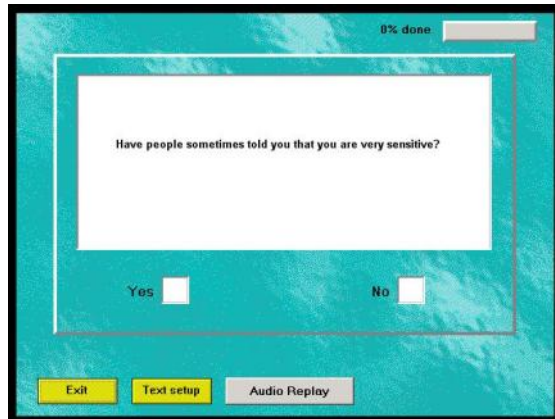 0% done
Have people sometimes told you that you are very sensitive?
Yes No
Exit Text setup Audio Replay